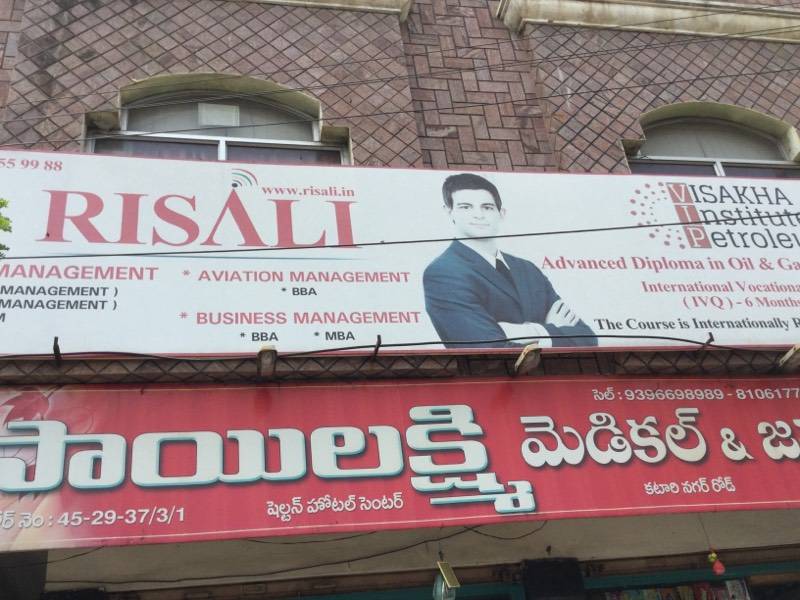 55 99 88
www.risali.in
RISALI
MANAGEMENT
MANAGEMENT )
MANAGEMENT )
* AVIATION MANAGEMENT
* BBA
* BUSINESS MANAGEMENT
* BBA * MBA
VISAKHA
Institute
Petroleu
Advanced Diploma in Oil & Ga
International Vocationa
( IVQ ) - 6 Months
The Course is Internationally R
సెల్ : 9396698989 - 8106177
సాయిలక్ష్మి మెడికల్ & జ
ర్ నెం : 45-29-37/3/1
షెల్టన్ హోటల్ సెంటర్
కటారి నగర్ రోడ్